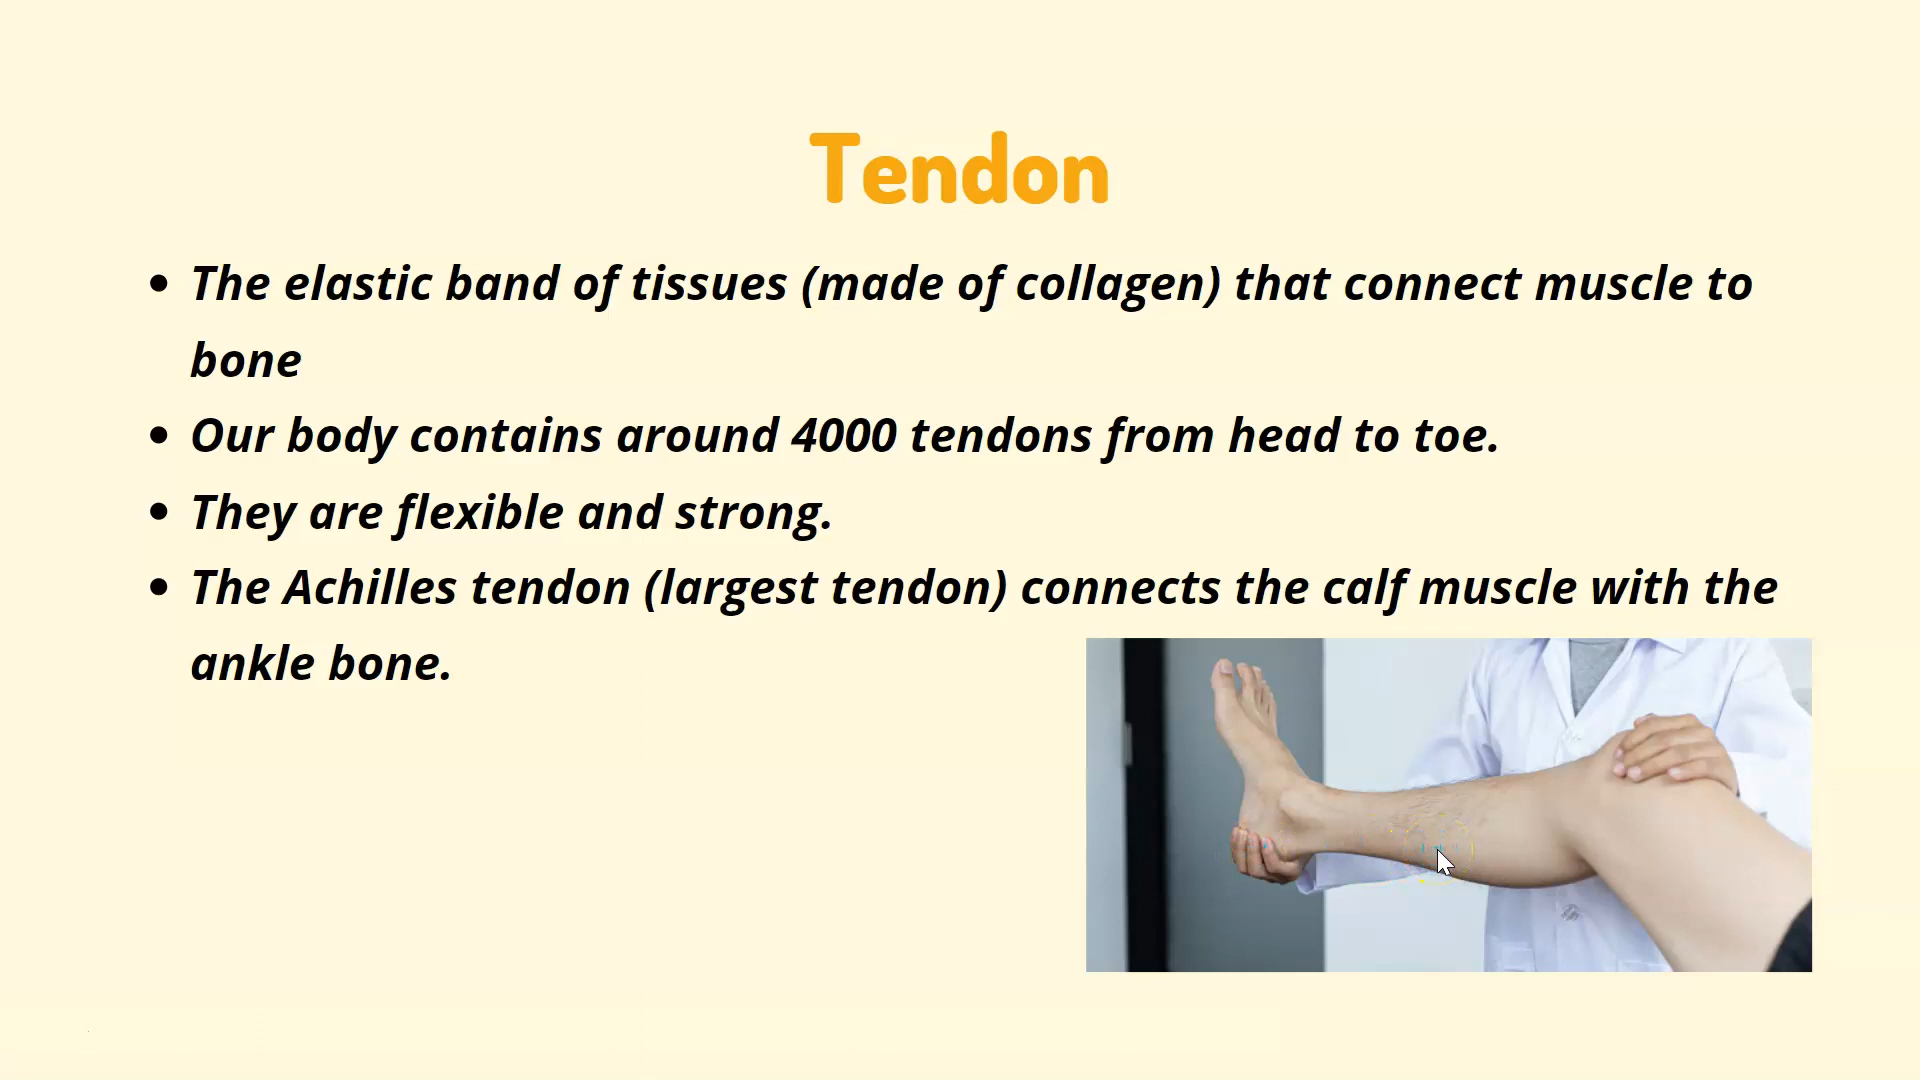 Tendon
• The elastic band of tissues (made of collagen) that connect muscle to
bone
• Our body contains around 4000 tendons from head to toe.
• They are flexible and strong.
• The Achilles tendon (largest tendon) connects the calf muscle with the
ankle bone.